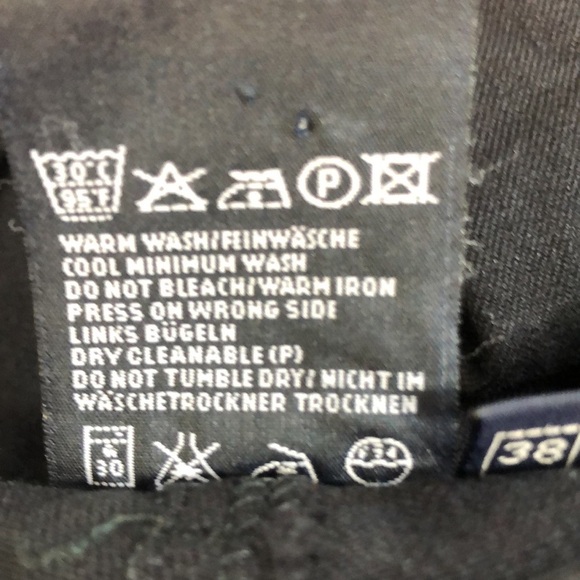 30°C
95°F
P
WARM WASH/FEINWÄSCHE
COOL MINIMUM WASH
DO NOT BLEACH/WARM IRON
PRESS ON WRONG SIDE
LINKS BÜGELN
DRY CLEANABLE (P)
DO NOT TUMBLE DRY/NICHT IM
WÄSCHETROCKNER TROCKNEN
30
38